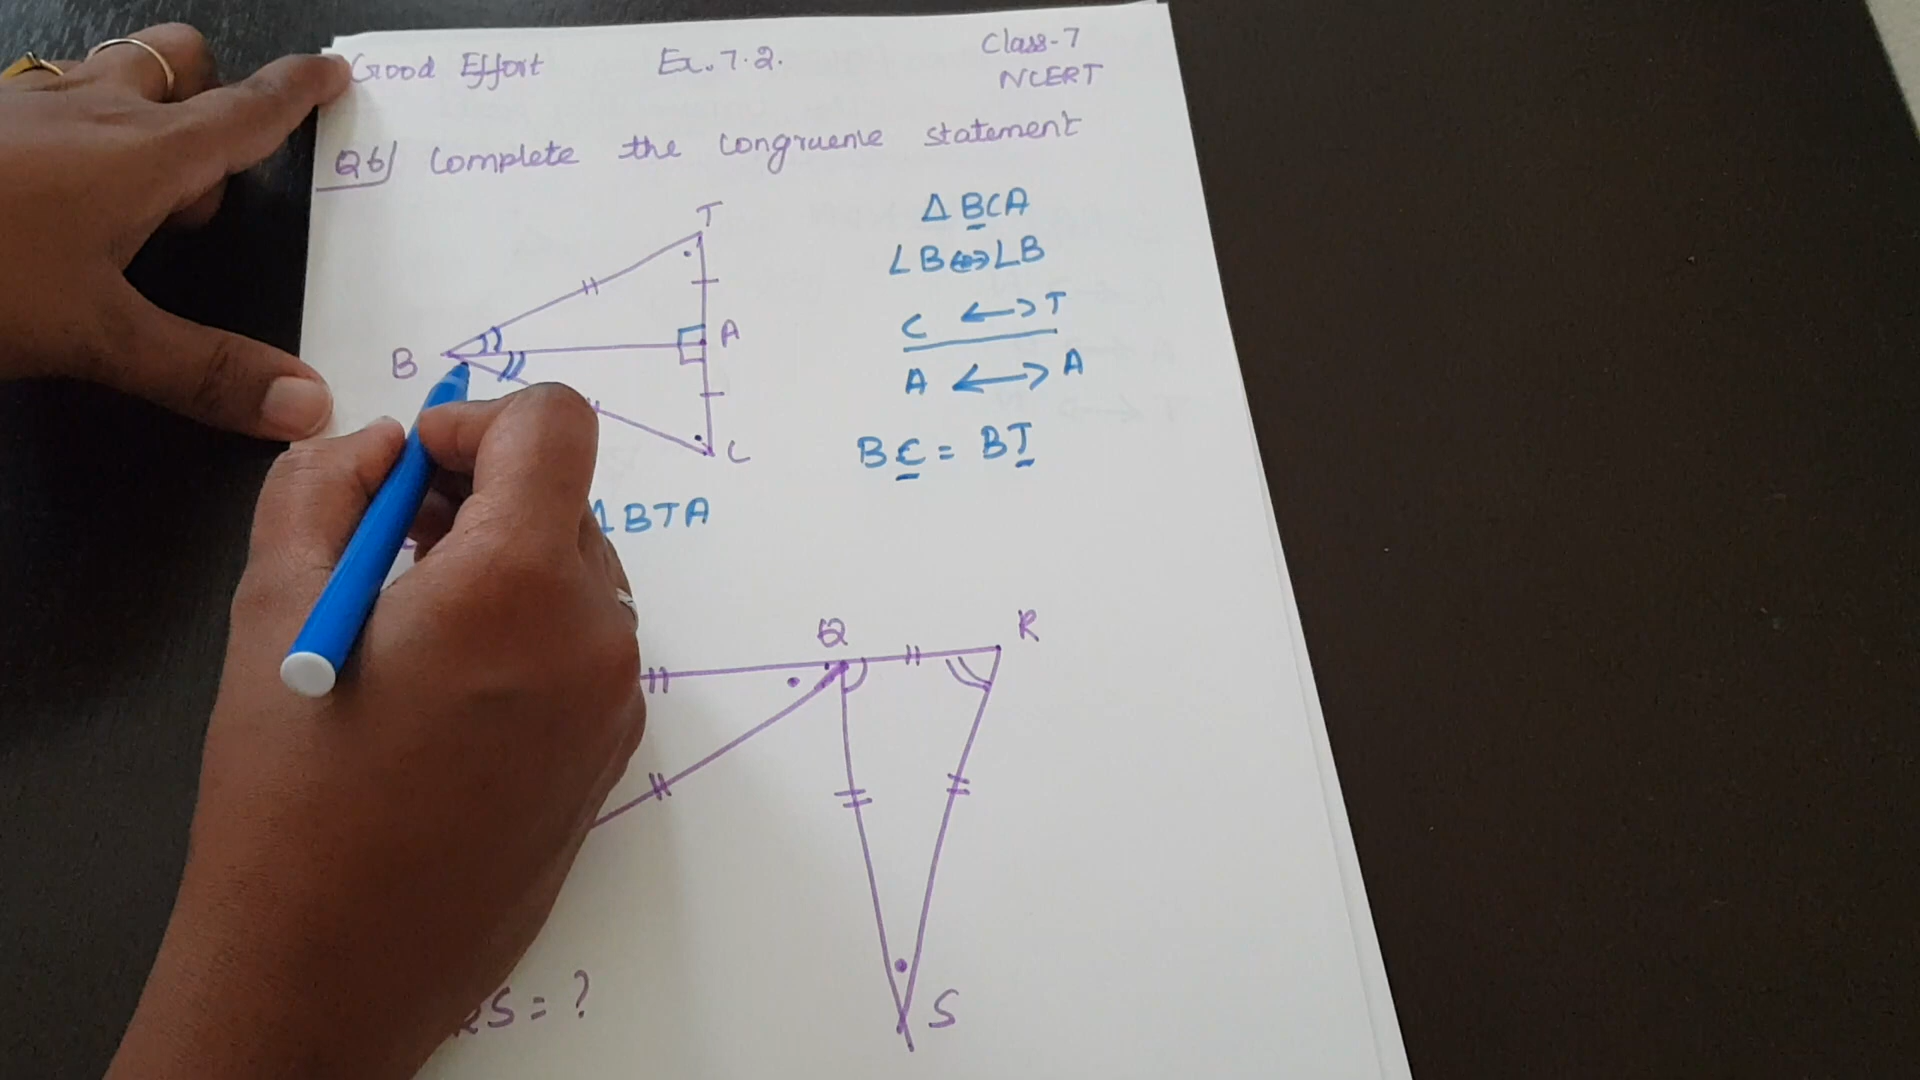 Good Effort Ex. 7.2. Class-7
NCERT
Q6) Complete the congruence statement
T
A
B
C
Δ BCA
∠B↔∠B
C ↔ T
A ↔ A
BC = BT
Δ BTA
Q
R
S
RS = ?